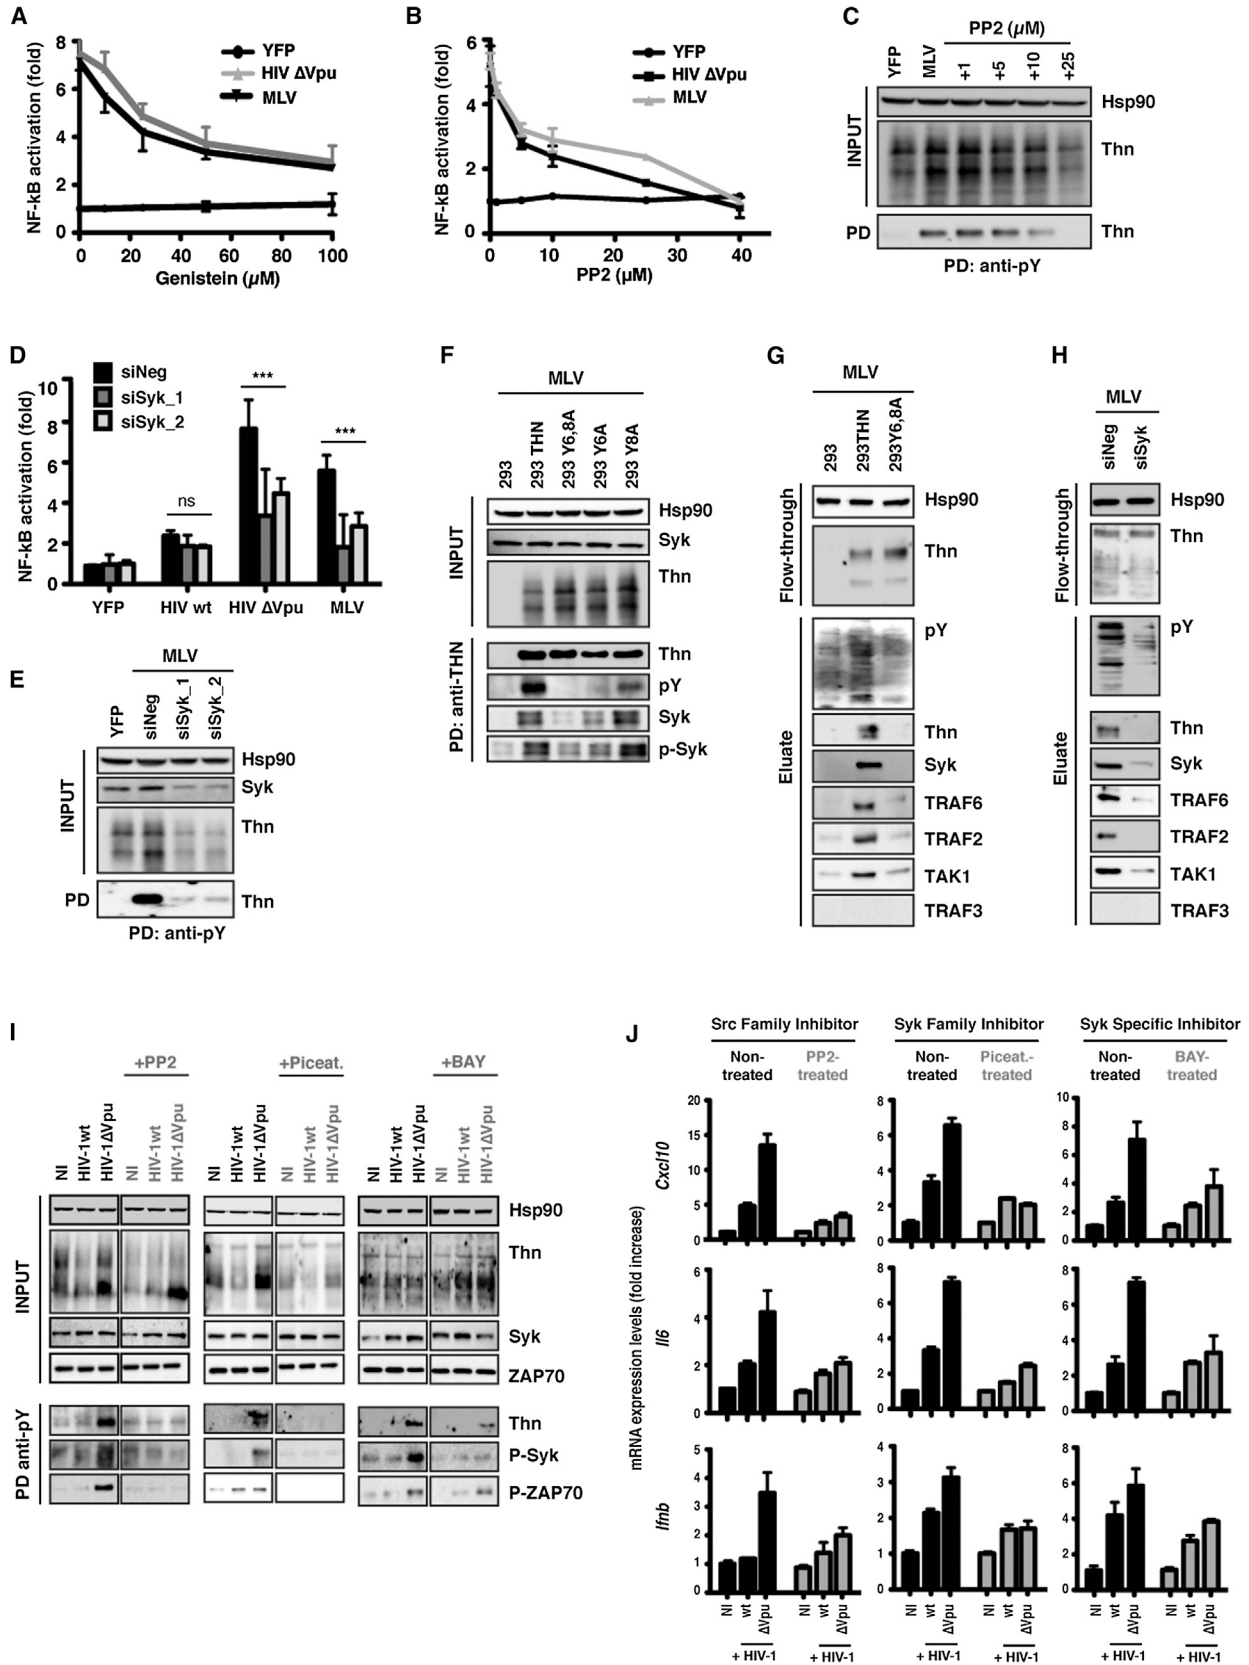 A
NF-kB activation (fold)
8
6
4
2
0
0 20 40 60 80 100
Genistein (µM)
YFP
HIV ΔVpu
MLV
B
NF-kB activation (fold)
6
4
2
0
0 10 20 30 40
PP2 (µM)
YFP
HIV ΔVpu
MLV
C
PP2 (µM)
YFP MLV +1 +5 +10 +25
INPUT
Hsp90
Thn
PD
Thn
PD: anti-pY
D
NF-kB activation (fold)
10
8
6
4
2
0
siNeg
siSyk_1
siSyk_2
ns
***
***
YFP HIV wt HIV ΔVpu MLV
E
MLV
YFP siNeg siSyk_1 siSyk_2
INPUT
Hsp90
Syk
Thn
PD
Thn
PD: anti-pY
F
MLV
293 293 THN 293 Y6,8A 293 Y6A 293 Y8A
INPUT
Hsp90
Syk
Thn
PD: anti-THN
Thn
pY
Syk
p-Syk
G
MLV
293 293THN 293Y6,8A
Flow-through
Hsp90
Thn
Eluate
pY
Thn
Syk
TRAF6
TRAF2
TAK1
TRAF3
H
MLV
siNeg siSyk
Flow-through
Hsp90
Thn
Eluate
pY
Thn
Syk
TRAF6
TRAF2
TAK1
TRAF3
I
+PP2 +Piceat. +BAY
NI HIV-1wt HIV-1ΔVpu NI HIV-1wt HIV-1ΔVpu NI HIV-1wt HIV-1ΔVpu NI HIV-1wt HIV-1ΔVpu NI HIV-1wt HIV-1ΔVpu NI HIV-1wt HIV-1ΔVpu
INPUT
Hsp90
Thn
Syk
ZAP70
PD anti-pY
Thn
P-Syk
P-ZAP70
J
Src Family Inhibitor Syk Family Inhibitor Syk Specific Inhibitor
Non- PP2- Non- Piceat.- Non- BAY-
treated treated treated treated treated treated
mRNA expression levels (fold increase)
Cxcl10
20
15
10
5
0
8
6
4
2
0
10
8
6
4
2
0
Il6
6
4
2
0
8
6
4
2
0
8
6
4
2
0
Ifnb
5
4
3
2
1
0
4
3
2
1
0
8
6
4
2
0
NI wt ΔVpu NI wt ΔVpu NI wt ΔVpu NI wt ΔVpu NI wt ΔVpu NI wt ΔVpu
+ HIV-1 + HIV-1 + HIV-1 + HIV-1 + HIV-1 + HIV-1